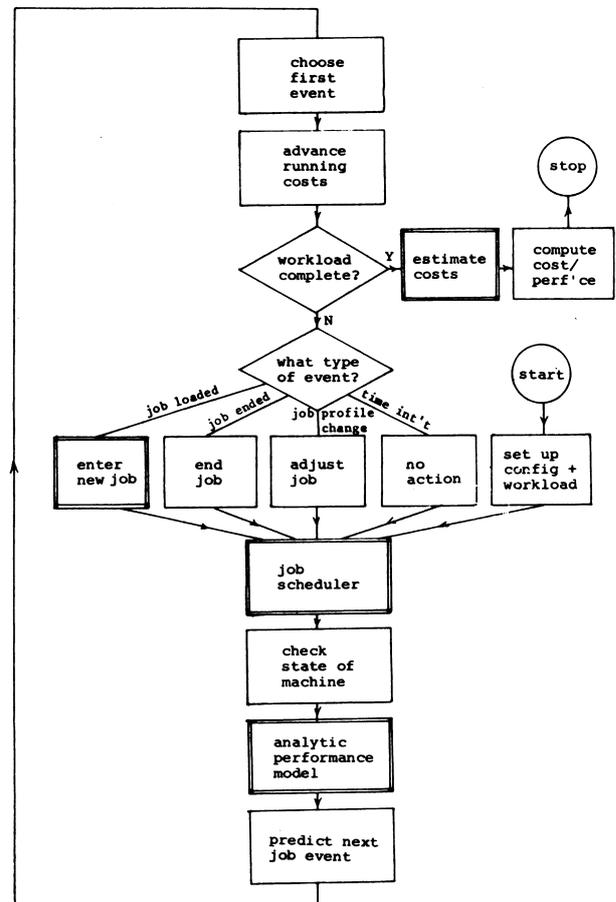 choose
first
event
advance
running
costs
stop
workload
complete?
Y
estimate
costs
compute
cost/
perf'ce
N
what type
of event?
start
job loaded
job ended
job profile
change
time int't
enter
new job
end
job
adjust
job
no
action
set up
config +
workload
job
scheduler
check
state of
machine
analytic
performance
model
predict next
job event